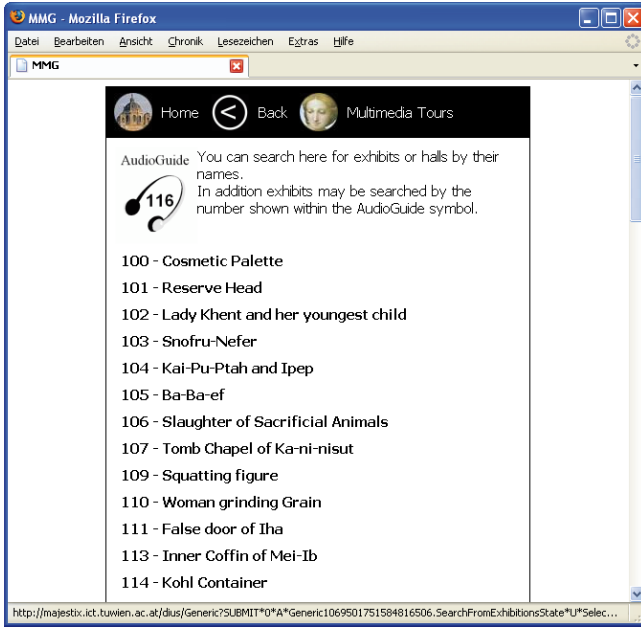 MMG - Mozilla Firefox
Datei Bearbeiten Ansicht Chronik Lesezeichen Extras Hilfe
MMG
Home < Back Multimedia Tours
AudioGuide
116
You can search here for exhibits or halls by their
names.
In addition exhibits may be searched by the
number shown within the AudioGuide symbol.
100 - Cosmetic Palette
101 - Reserve Head
102 - Lady Khent and her youngest child
103 - Snofru-Nefer
104 - Kai-Pu-Ptah and Ipep
105 - Ba-Ba-ef
106 - Slaughter of Sacrificial Animals
107 - Tomb Chapel of Ka-ni-nisut
109 - Squatting figure
110 - Woman grinding Grain
111 - False door of Iha
113 - Inner Coffin of Mei-Ib
114 - Kohl Container
http://majestix.ict.tuwien.ac.at/dius/Generic?SUBMIT*0*A*Generic1069501751584816506.SearchFromExhibitionsState*U*Selec...